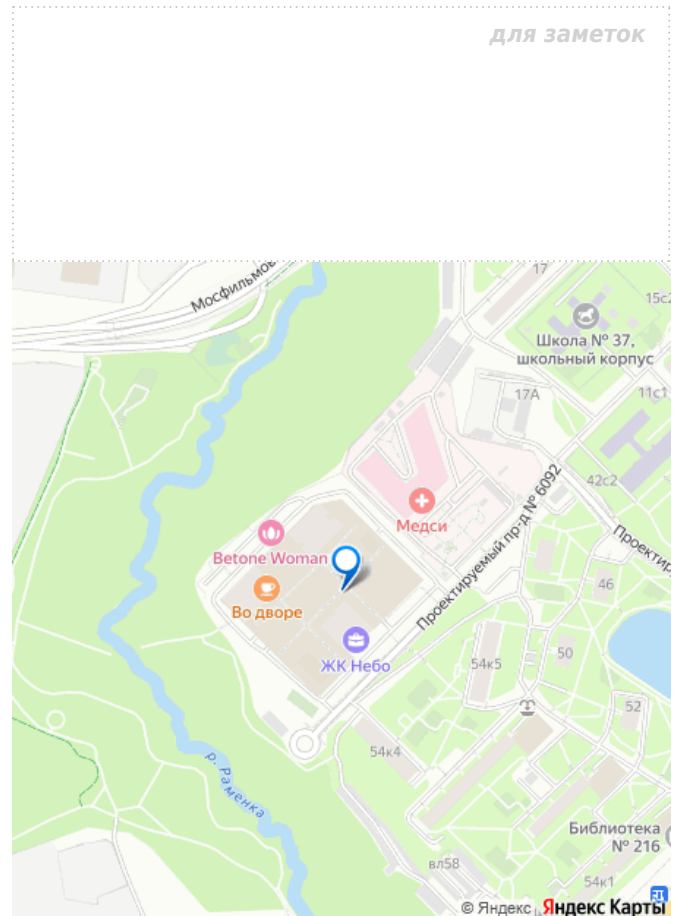 для заметок
Мосфильмов
17
15с2
Школа № 37,
школьный корпус
17А
11с1
42с2
Медси
Проектируемый пр-д № 6092
Проектир
Betone Woman
Во дворе
46
ЖК Небо
50
54к5
52
54к4
р. Раменка
Библиотека
№ 216
вл58
54к1
© Яндекс Яндекс Карты